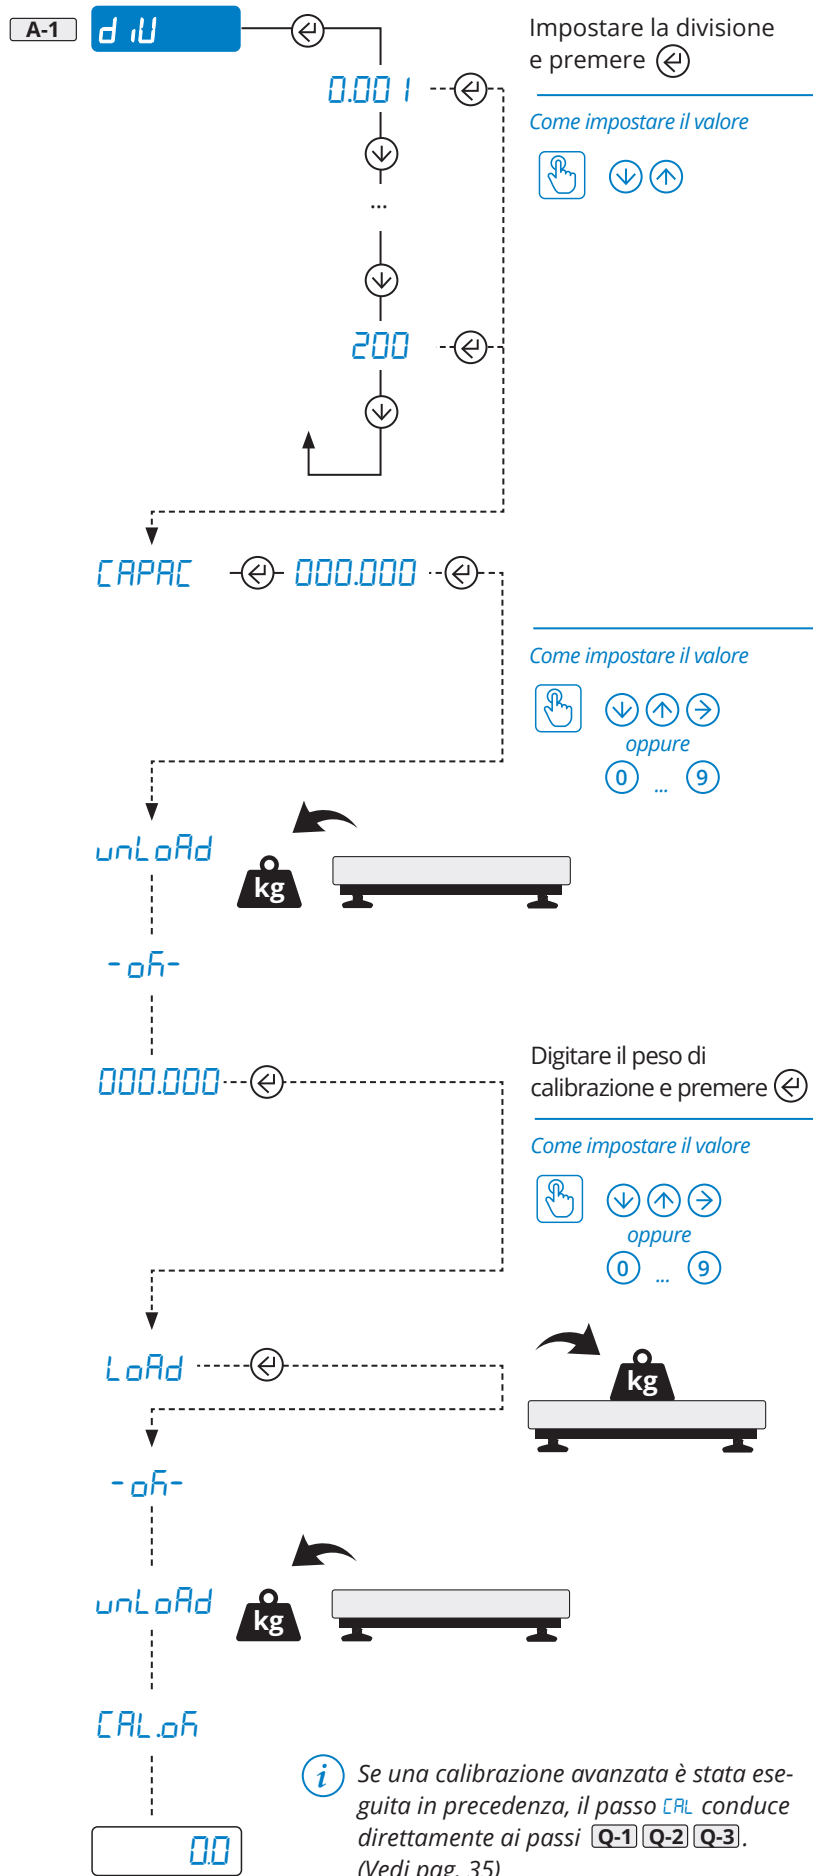 A-1 diU
Impostare la divisione
e premere
0.001
Come impostare il valore
...
200
CAPAC 000.000
Come impostare il valore
oppure
0 ... 9
unLoAd
kg
-ok-
000.000
Digitare il peso di
calibrazione e premere
Come impostare il valore
oppure
0 ... 9
LoAd
kg
-ok-
unLoAd
kg
CAL.ok
0.0
i Se una calibrazione avanzata è stata ese-
guita in precedenza, il passo CAL conduce
direttamente ai passi Q-1 Q-2 Q-3.
(Vedi pag. 35)